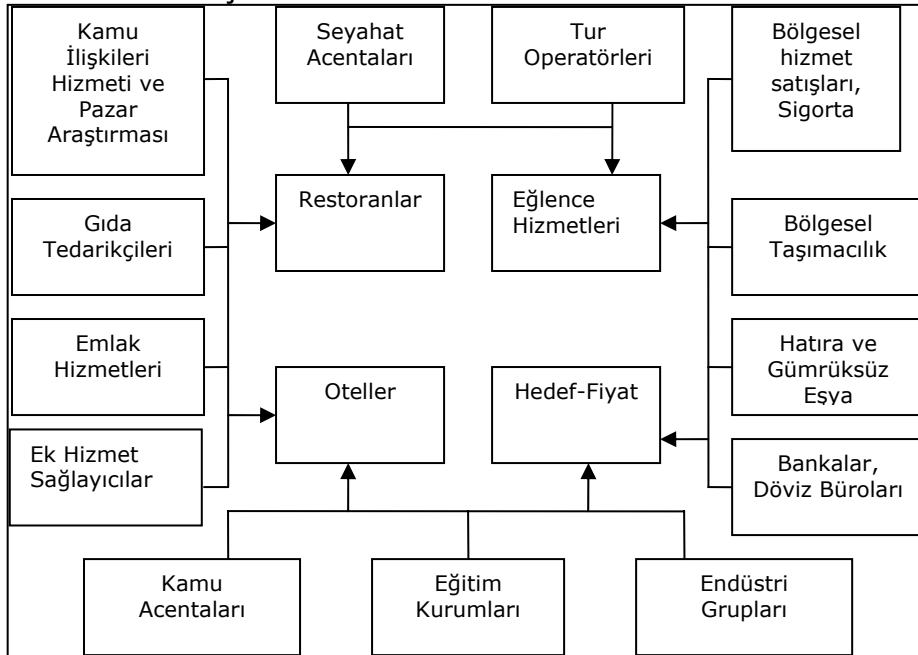 Kamu
İlişkileri
Hizmeti ve
Pazar
Araştırması
Seyahat
Acentaları
Tur
Operatörleri
Bölgesel
hizmet
satışları,
Sigorta
Gıda
Tedarikçileri
Restoranlar
Eğlence
Hizmetleri
Bölgesel
Taşımacılık
Emlak
Hizmetleri
Oteller
Hedef-Fiyat
Hatıra ve
Gümrüksüz
Eşya
Ek Hizmet
Sağlayıcılar
Bankalar,
Döviz Büroları
Kamu
Acentaları
Eğitim
Kurumları
Endüstri
Grupları